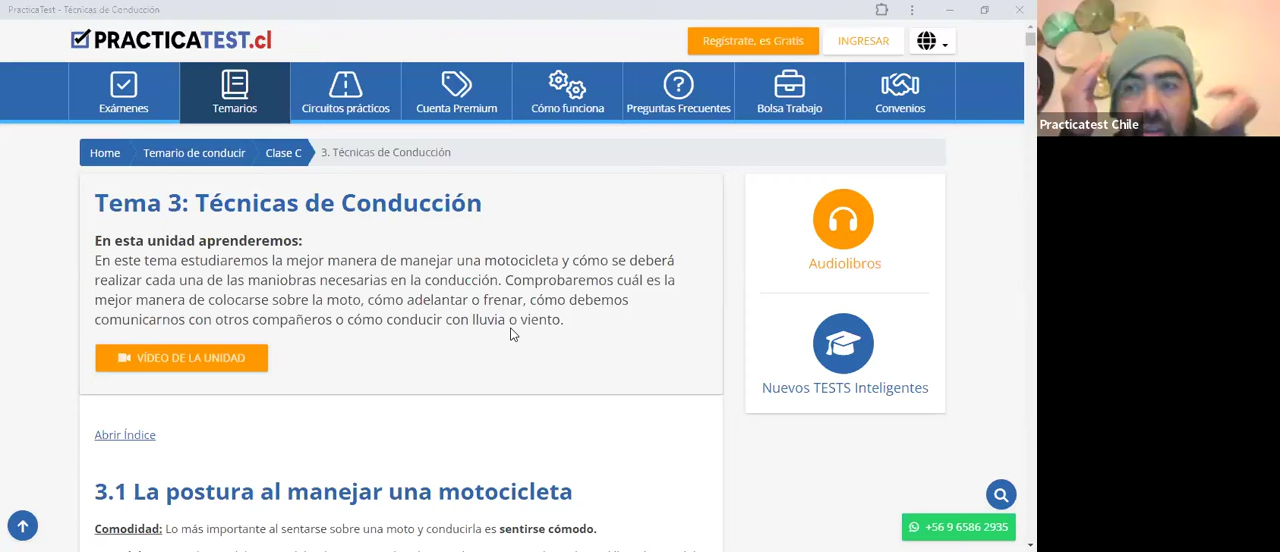 PracticaTest - Técnicas de Conducción
PRACTICATEST.cl
Regístrate, es Gratis
INGRESAR
Exámenes
Temarios
Circuitos prácticos
Cuenta Premium
Cómo funciona
Preguntas Frecuentes
Bolsa Trabajo
Convenios
Practicatest Chile
Home
Temario de conducir
Clase C
3. Técnicas de Conducción
Tema 3: Técnicas de Conducción
En esta unidad aprenderemos:
En este tema estudiaremos la mejor manera de manejar una motocicleta y cómo se deberá
realizar cada una de las maniobras necesarias en la conducción. Comprobaremos cuál es la
mejor manera de colocarse sobre la moto, cómo adelantar o frenar, cómo debemos
comunicarnos con otros compañeros o cómo conducir con lluvia o viento.
VÍDEO DE LA UNIDAD
Audiolibros
Nuevos TESTS Inteligentes
Abrir Índice
3.1 La postura al manejar una motocicleta
Comodidad: Lo más importante al sentarse sobre una moto y conducirla es sentirse cómodo.
+56 9 6586 2935